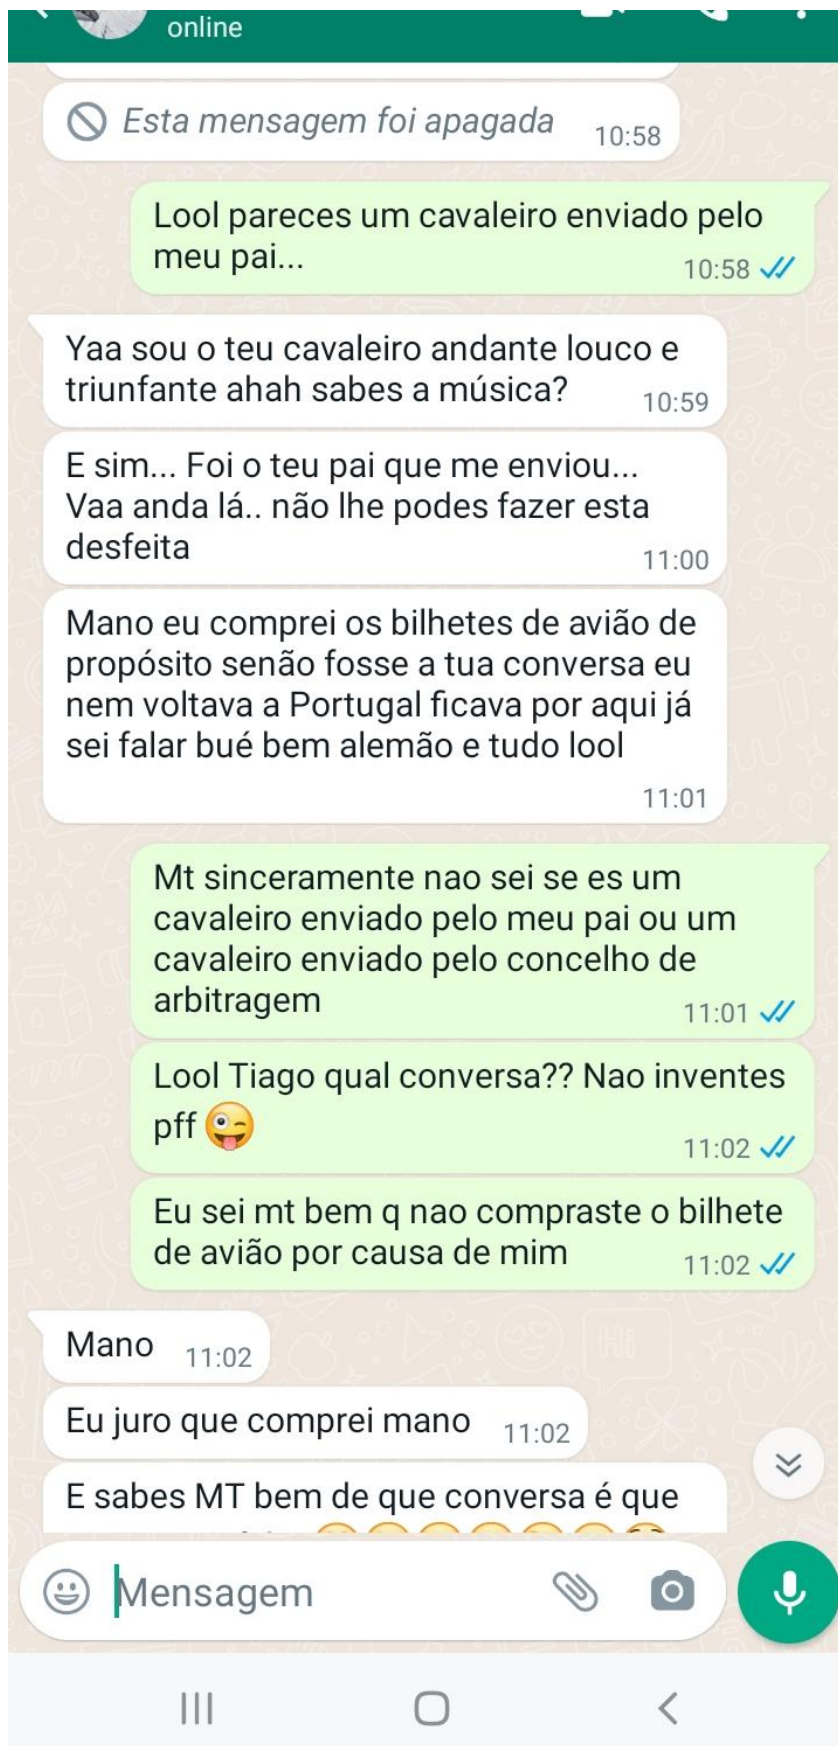 online
Esta mensagem foi apagada 10:58
Lool pareces um cavaleiro enviado pelo
meu pai... 10:58
Yaa sou o teu cavaleiro andante louco e
triunfante ahah sabes a música? 10:59
E sim... Foi o teu pai que me enviou...
Vaa anda lá.. não lhe podes fazer esta
desfeita 11:00
Mano eu comprei os bilhetes de avião de
propósito senão fosse a tua conversa eu
nem voltava a Portugal ficava por aqui já
sei falar bué bem alemão e tudo lool
11:01
Mt sinceramente nao sei se es um
cavaleiro enviado pelo meu pai ou um
cavaleiro enviado pelo concelho de
arbitragem 11:01
Lool Tiago qual conversa?? Nao inventes
pff 😜 11:02
Eu sei mt bem q nao compraste o bilhete
de avião por causa de mim 11:02
Mano 11:02
Eu juro que comprei mano 11:02
E sabes MT bem de que conversa é que
Mensagem